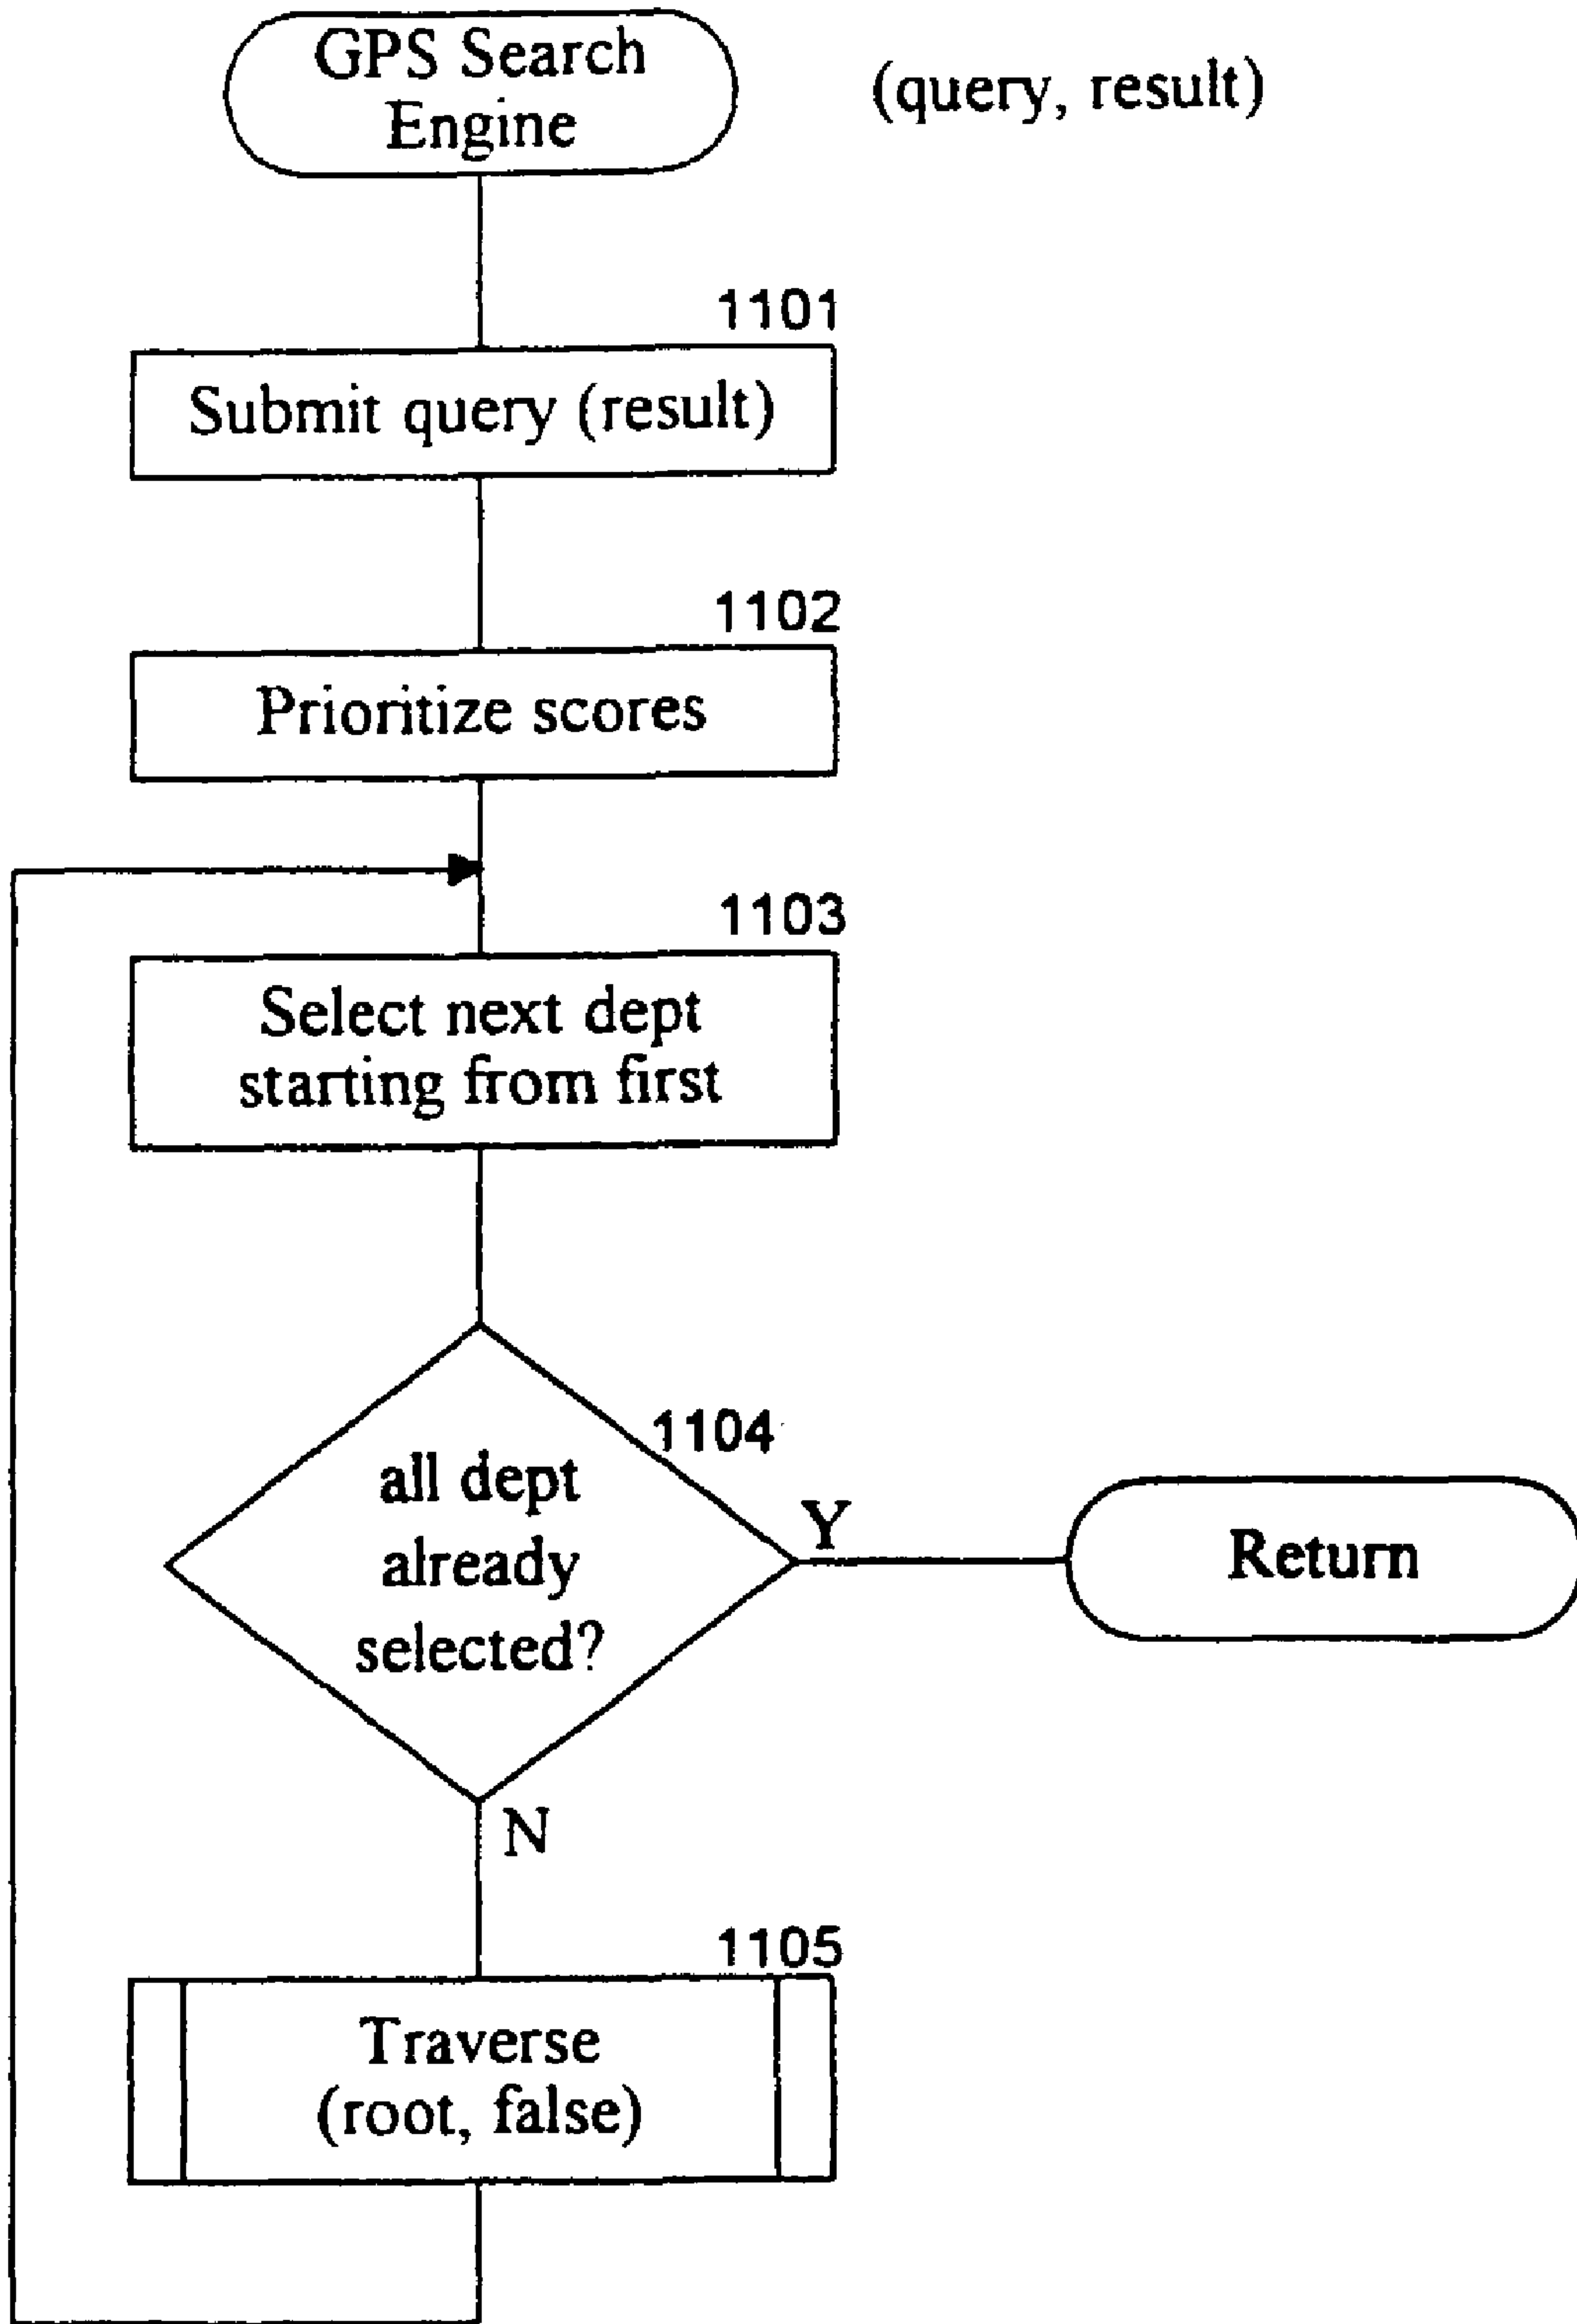 GPS Search
Engine
(query, result)
1101
Submit query (result)
1102
Prioritize scores
1103
Select next dept
starting from first
1104
all dept
already
selected?
Y
Return
N
1105
Traverse
(root, false)